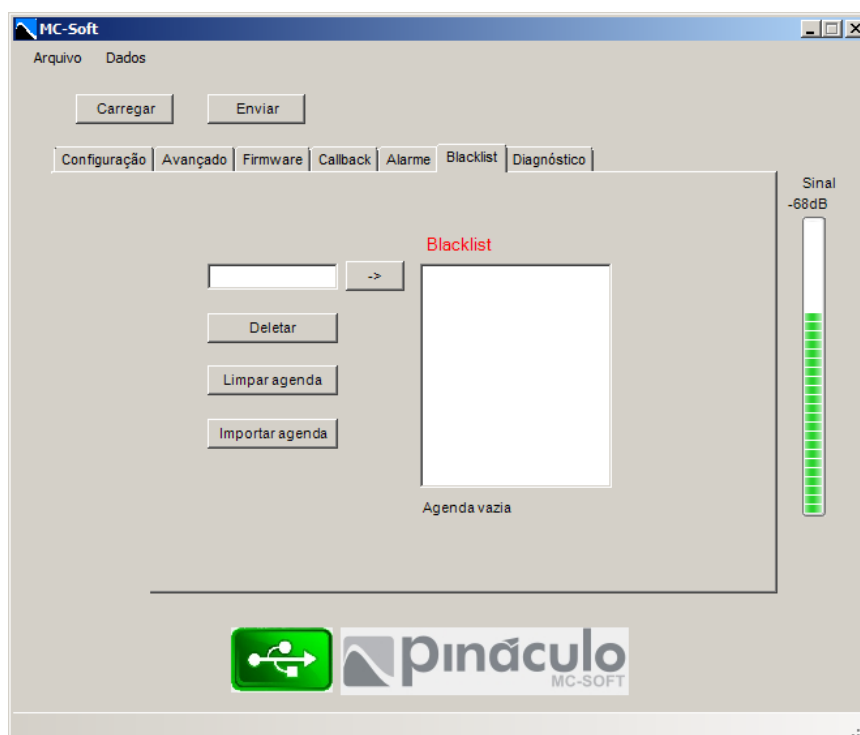 MC-Soft
Arquivo Dados
Carregar Enviar
Configuração Avançado Firmware Callback Alarme Blacklist Diagnóstico
Sinal
-68dB
Blacklist
->
Deletar
Limpar agenda
Importar agenda
Agenda vazia
pináculo
MC-SOFT